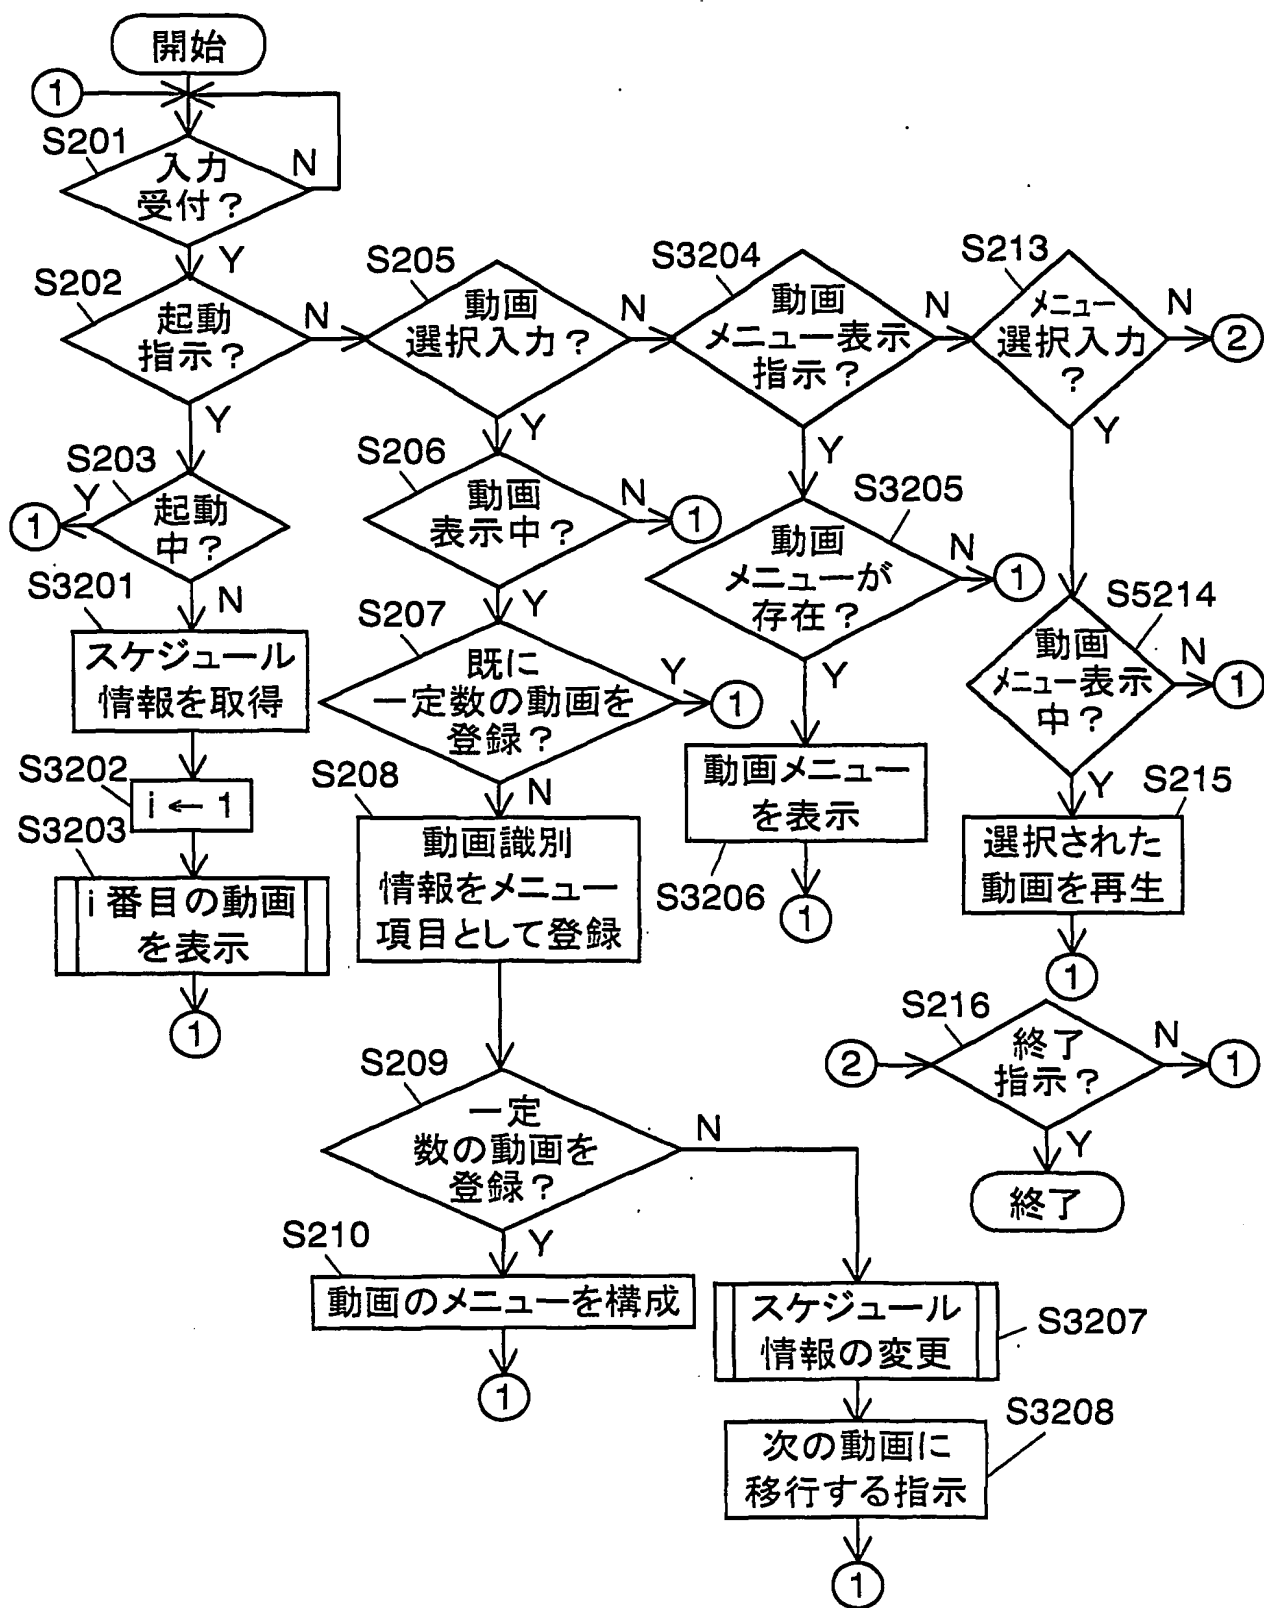 開始
1
S201
入力
受付?
N
Y
S202
起動
指示?
N
Y
S203
起動
中?
Y
1
N
S3201
スケジュール
情報を取得
S3202
i ← 1
S3203
i番目の動画
を表示
1
S205
動画
選択入力?
N
Y
S206
動画
表示中?
N
1
Y
S207
既に
一定数の動画を
登録?
Y
1
N
S208
動画識別
情報をメニュー
項目として登録
S209
一定
数の動画を
登録?
N
Y
S210
動画のメニューを構成
1
スケジュール
情報の変更
S3207
次の動画に
移行する指示
S3208
1
S3204
動画
メニュー表示
指示?
N
Y
S3205
動画
メニューが
存在?
N
1
Y
動画メニュー
を表示
S3206
1
S213
メニュー
選択入力
?
N
2
Y
S5214
動画
メニュー表示
中?
N
1
Y
S215
選択された
動画を再生
1
S216
2
終了
指示?
N
1
Y
終了